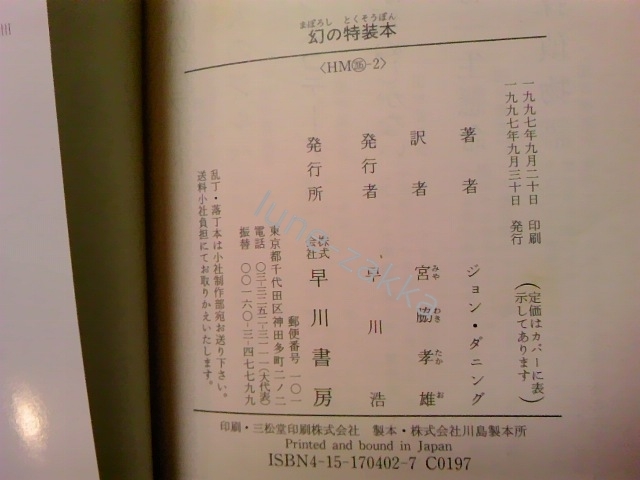 まぼろし とくそうぼん
幻の特装本
〈HM-2〉
一九九七年九月二十日 印刷
一九九七年九月三十日 発行
(定価はカバーに表
示してあります)
著者 ジョン・ダニング
訳者 宮脇孝雄
みや わき たか お
発行者 早川 浩
発行所 株式会社 早川書房
郵便番号 一〇一
東京都千代田区神田多町二ノ二
電話 〇三-三二五二-三一一一(大代表)
振替 〇〇一六〇-三-四七七九九
乱丁・落丁本は小社制作部宛お送り下さい。
送料小社負担にてお取りかえいたします。
印刷・三松堂印刷株式会社 製本・株式会社川島製本所
Printed and bound in Japan
ISBN4-15-170402-7 C0197
luna-zakka